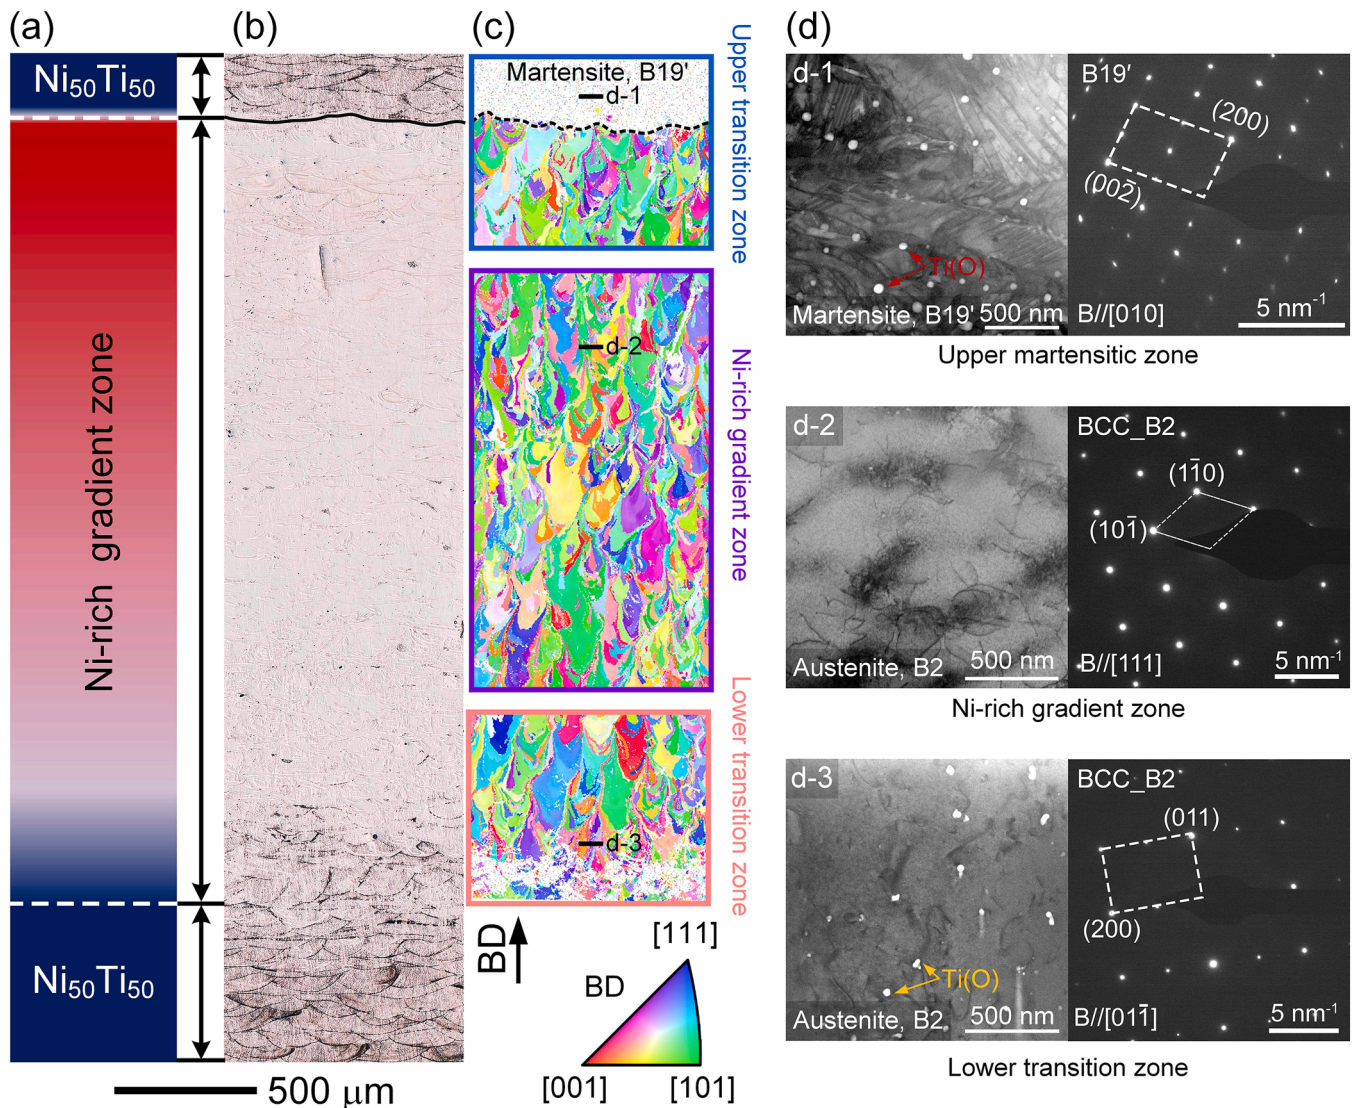 (a)
Ni₅₀Ti₅₀
Ni-rich gradient zone
Ni₅₀Ti₅₀
500 μm
(b)
(c)
Martensite, B19'
d-1
Upper transition zone
d-2
Ni-rich gradient zone
d-3
Lower transition zone
BD
BD
[111]
[001]
[101]
(d)
d-1
Ti(O)
Martensite, B19'
500 nm
B19′
(200)
(002̄)
B//[010]
5 nm⁻¹
Upper martensitic zone
d-2
Austenite, B2
500 nm
BCC_B2
(11̄0)
(101̄)
B//[111]
5 nm⁻¹
Ni-rich gradient zone
d-3
Ti(O)
Austenite, B2
500 nm
BCC_B2
(011)
(200)
B//[011̄]
5 nm⁻¹
Lower transition zone